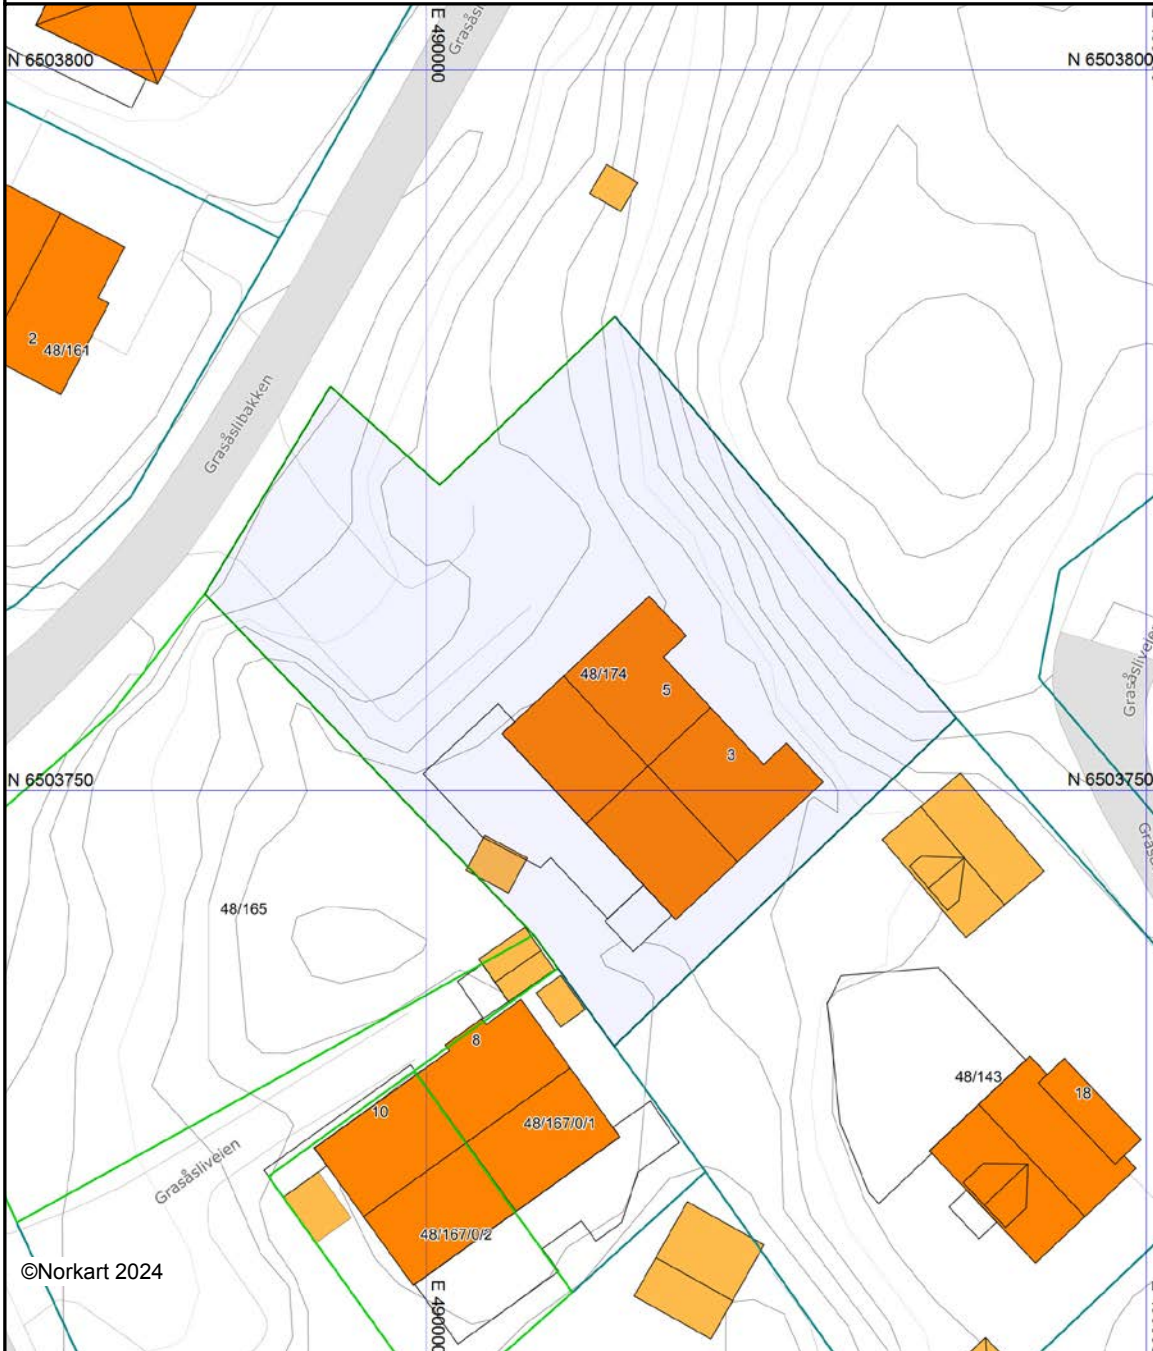 N 6503800
E 490000
N 6503800
2
48/161
Grasåslibakken
48/174
5
3
N 6503750
N 6503750
Grasåsliveien
48/165
8
10
48/167/0/1
48/143
18
Grasåsliveien
48/167/0/2
©Norkart 2024
E 490000